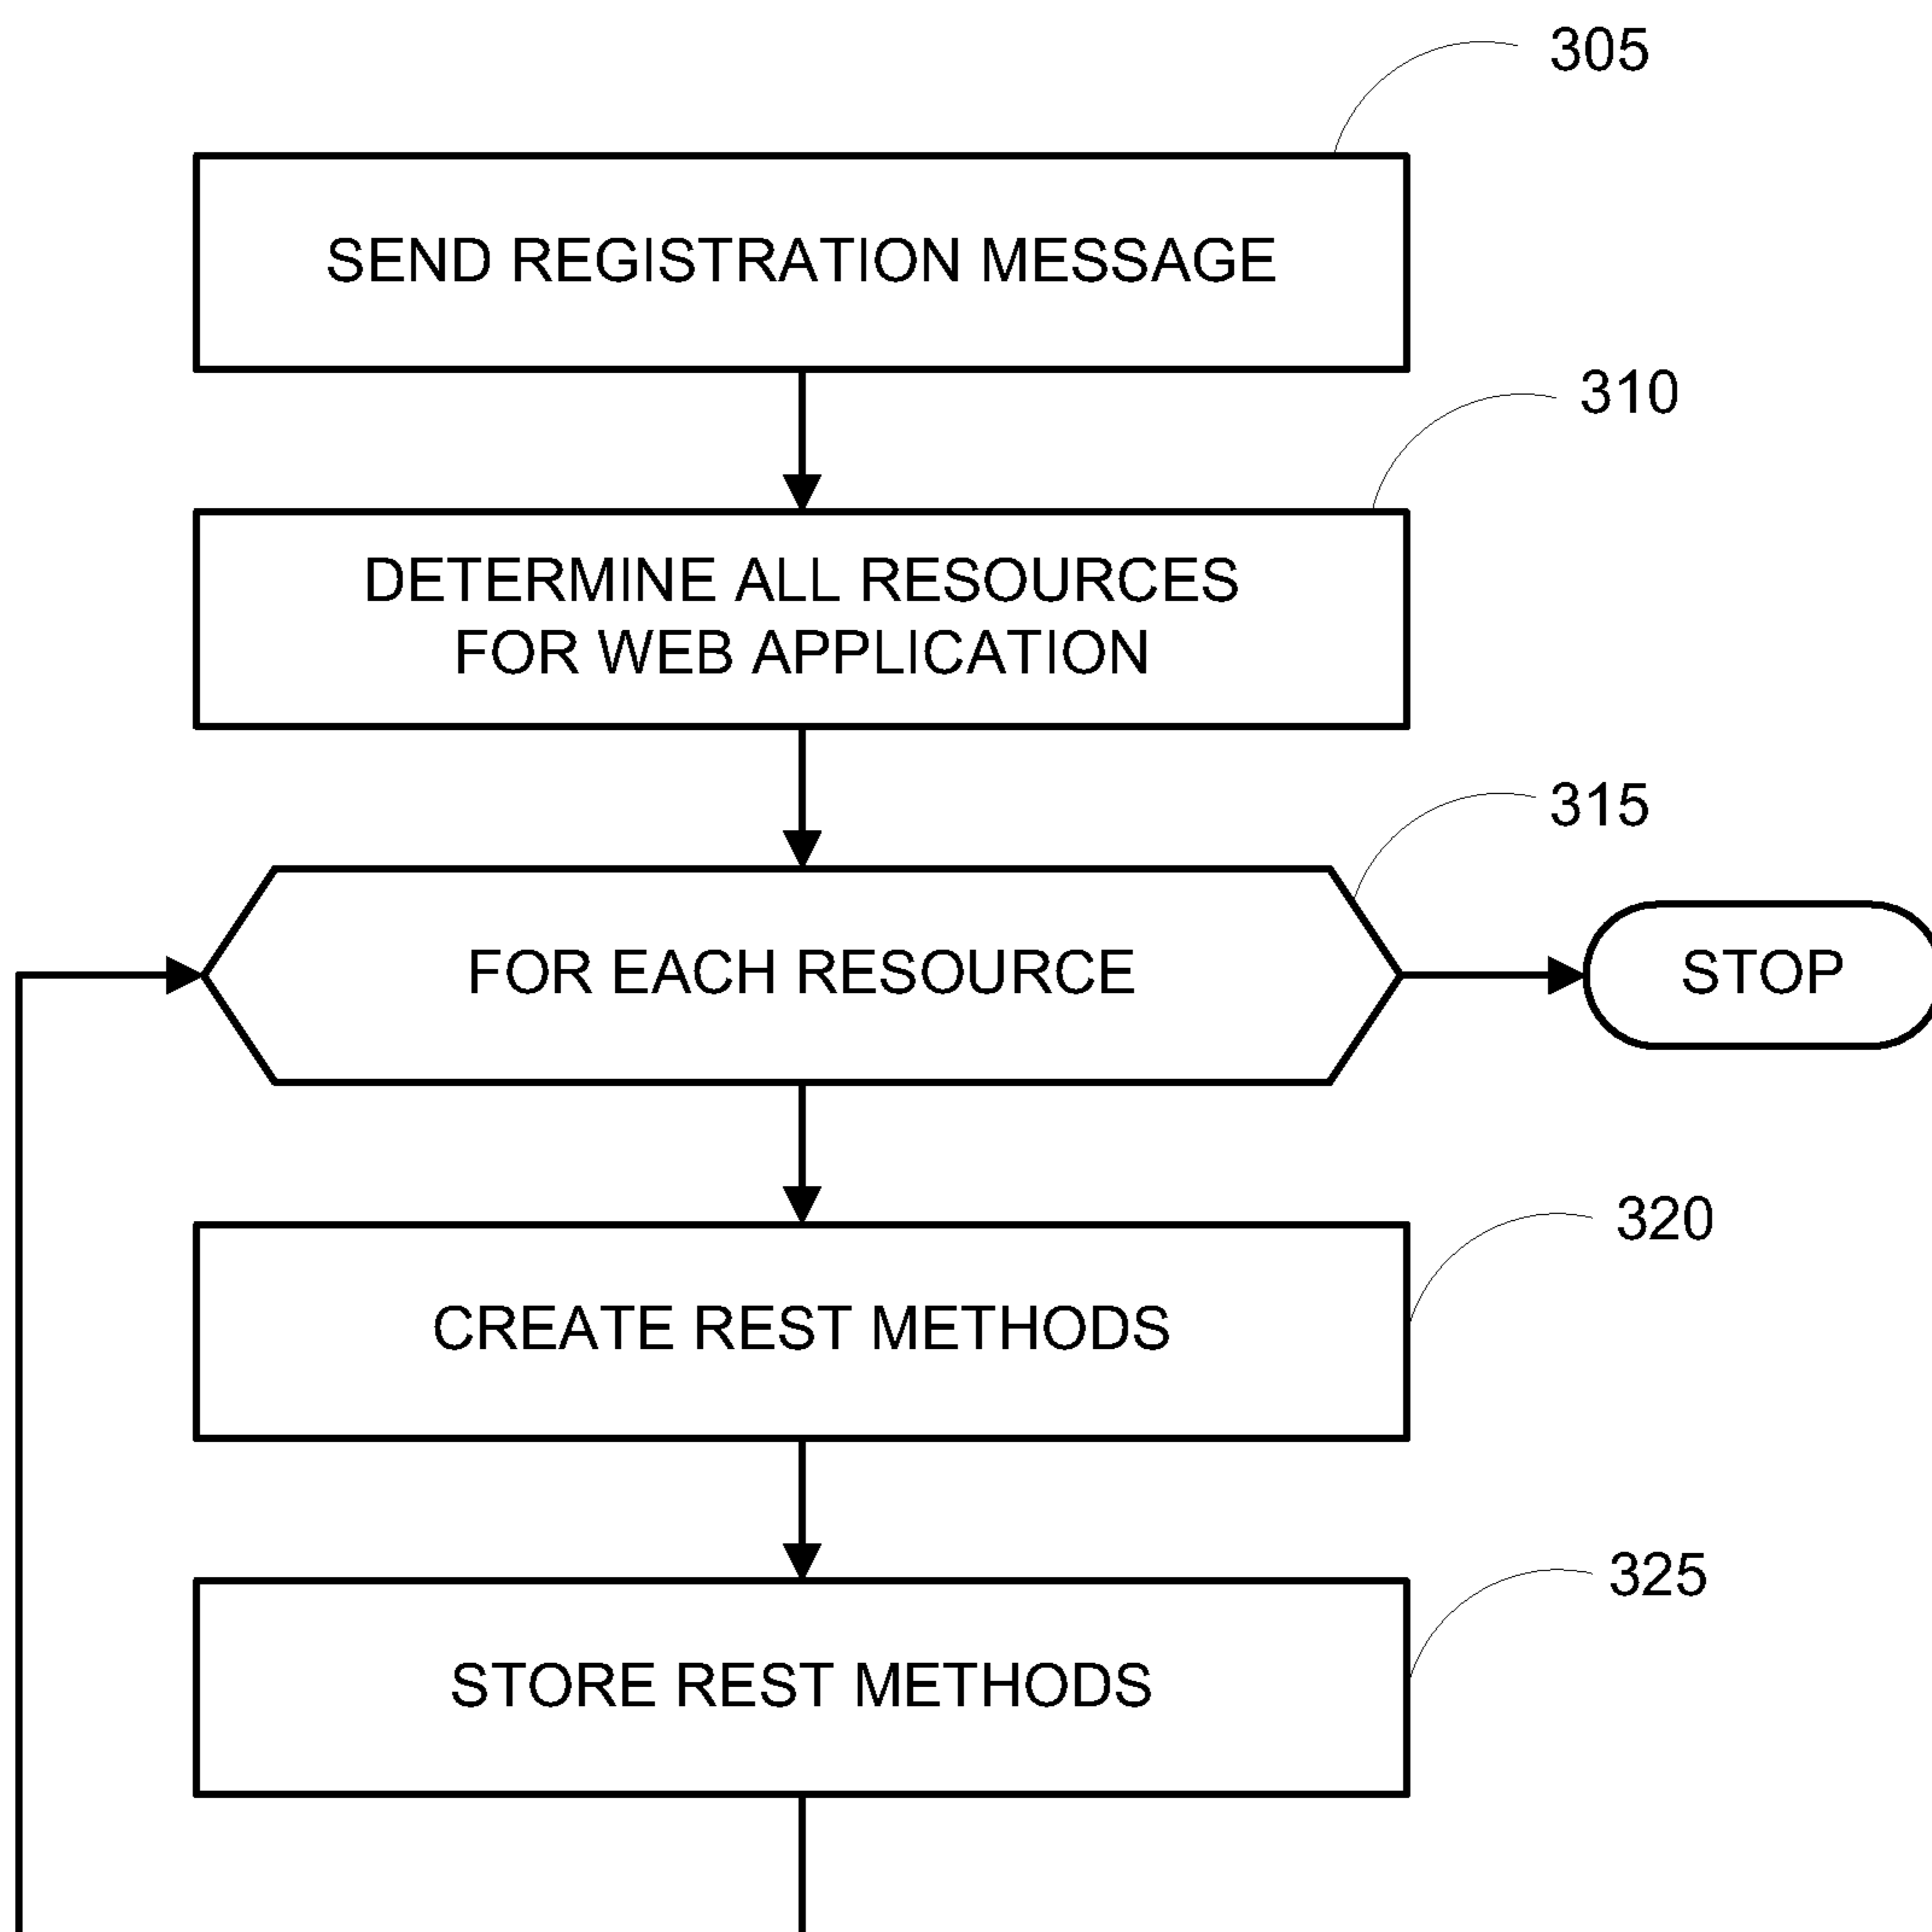 305
SEND REGISTRATION MESSAGE
310
DETERMINE ALL RESOURCES
FOR WEB APPLICATION
315
FOR EACH RESOURCE
STOP
320
CREATE REST METHODS
325
STORE REST METHODS